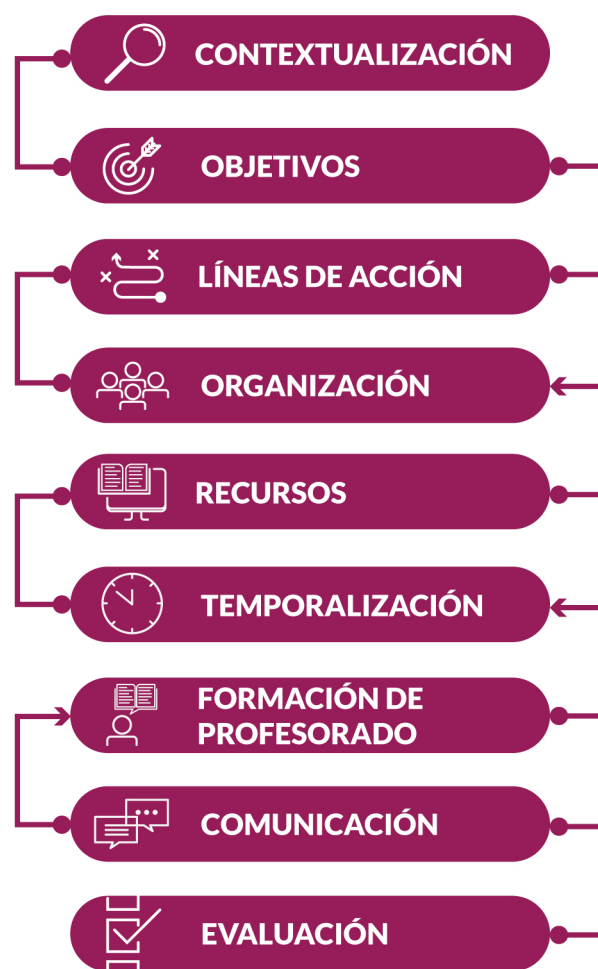 CONTEXTUALIZACIÓN
OBJETIVOS
LÍNEAS DE ACCIÓN
ORGANIZACIÓN
RECURSOS
TEMPORALIZACIÓN
FORMACIÓN DE
PROFESORADO
COMUNICACIÓN
EVALUACIÓN